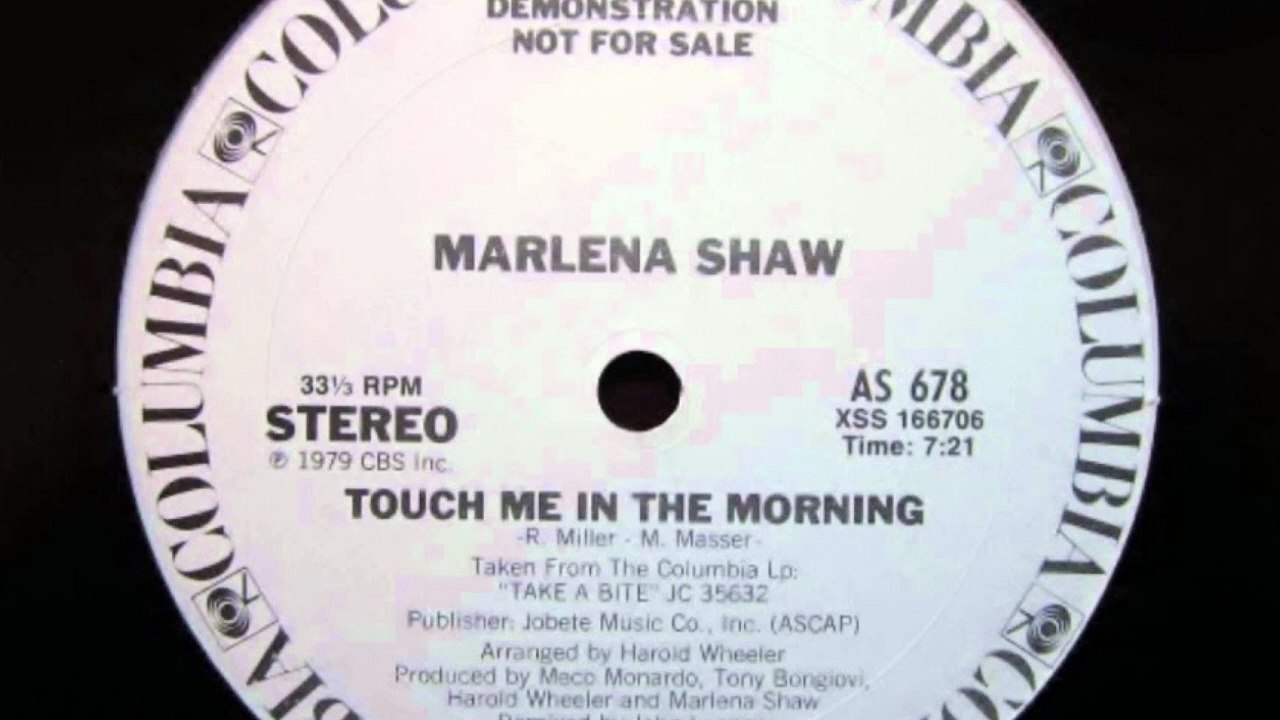 DEMONSTRATION
NOT FOR SALE
MARLENA SHAW
33⅓ RPM
STEREO
℗ 1979 CBS Inc.
AS 678
XSS 166706
Time: 7:21
TOUCH ME IN THE MORNING
-R. Miller - M. Masser-
Taken From The Columbia Lp:
"TAKE A BITE" JC 35632
Publisher: Jobete Music Co., Inc. (ASCAP)
Arranged by Harold Wheeler
Produced by Meco Monardo, Tony Bongiovi,
Harold Wheeler and Marlena Shaw
COLUMBIA
COLUMBIA